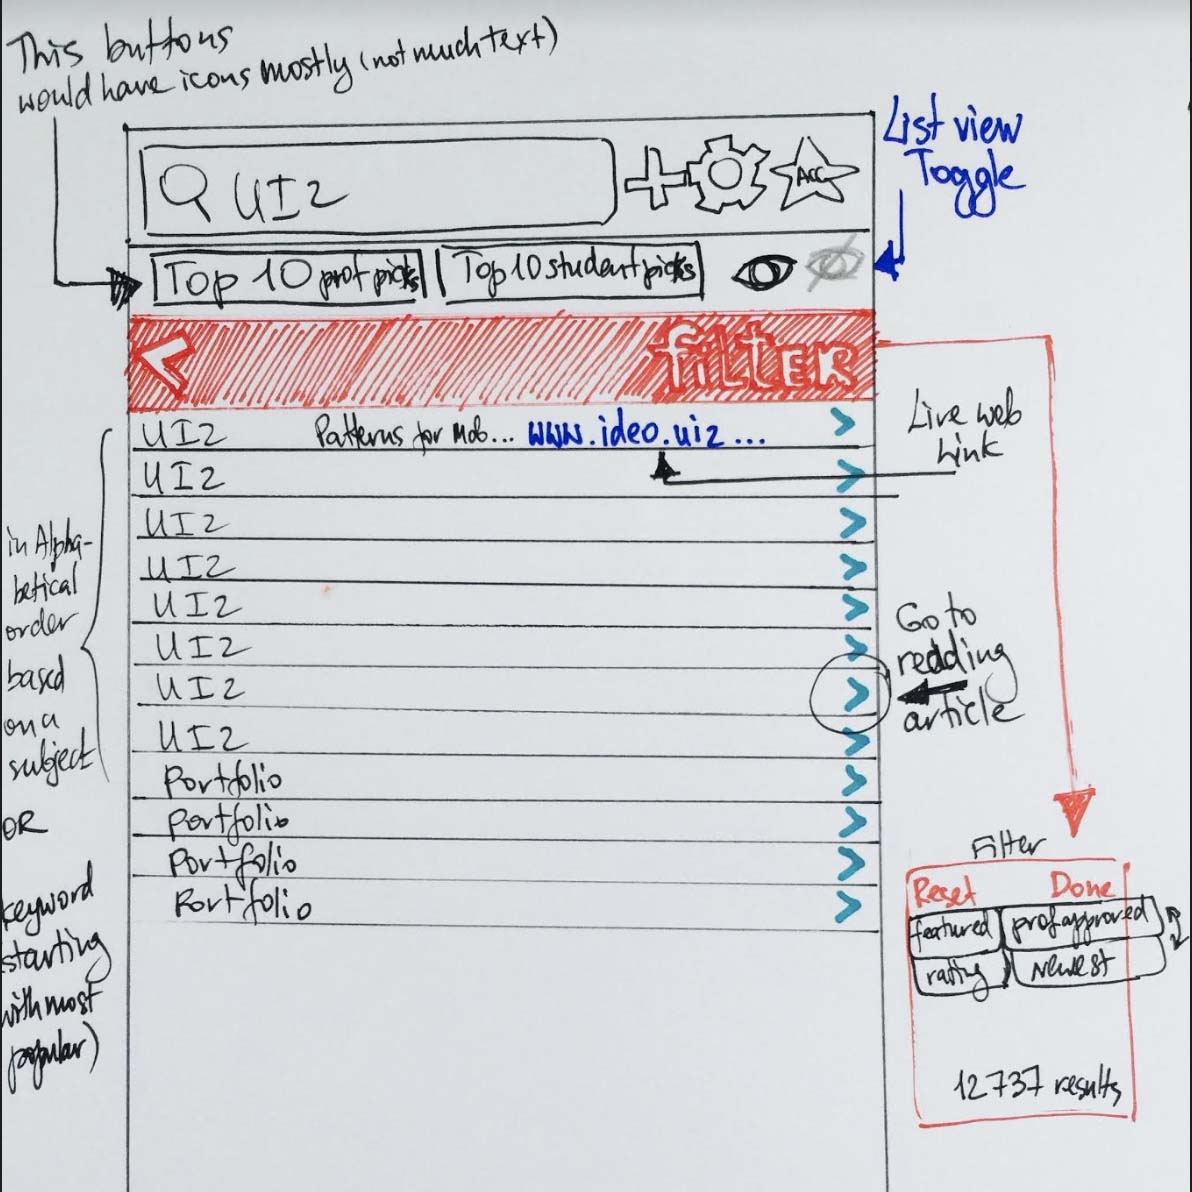 This buttons
would have icons mostly (not much text)
List view
Toggle
UI2
ACC
Top 10 prof picks
Top 10 student picks
filter
UI2 Patterns for Mob... www.ideo.ui2...
UI2
UI2
UI2
UI2
UI2
UI2
UI2
Portfolio
Portfolio
Portfolio
Portfolio
Live web
Link
in Alpha-
betical
order
based
on a
subject
OR
keyword
starting
with most
popular)
Go to
reading
article
Filter
Reset Done
featured prof approved
rating Newest
12737 results